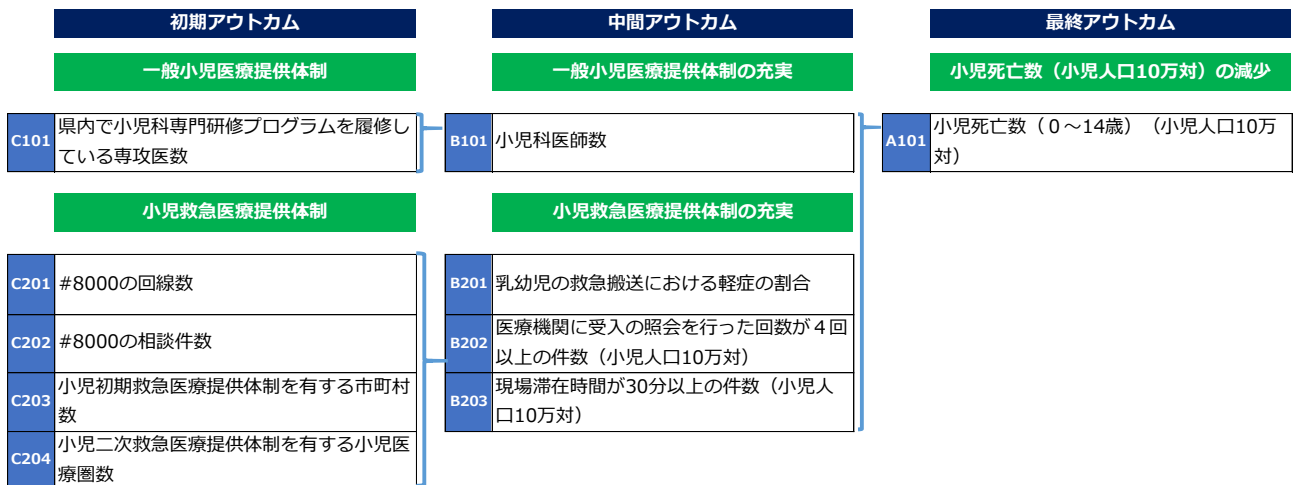 初期アウトカム
中間アウトカム
最終アウトカム
一般小児医療提供体制
一般小児医療提供体制の充実
小児死亡数（小児人口10万対）の減少
C101
県内で小児科専門研修プログラムを履修し
ている専攻医数
B101
小児科医師数
A101
小児死亡数（０～14歳）（小児人口10万
対）
小児救急医療提供体制
小児救急医療提供体制の充実
C201
#8000の回線数
B201
乳幼児の救急搬送における軽症の割合
C202
#8000の相談件数
B202
医療機関に受入の照会を行った回数が４回
以上の件数（小児人口10万対）
C203
小児初期救急医療提供体制を有する市町村
数
B203
現場滞在時間が30分以上の件数（小児人
口10万対）
C204
小児二次救急医療提供体制を有する小児医
療圏数